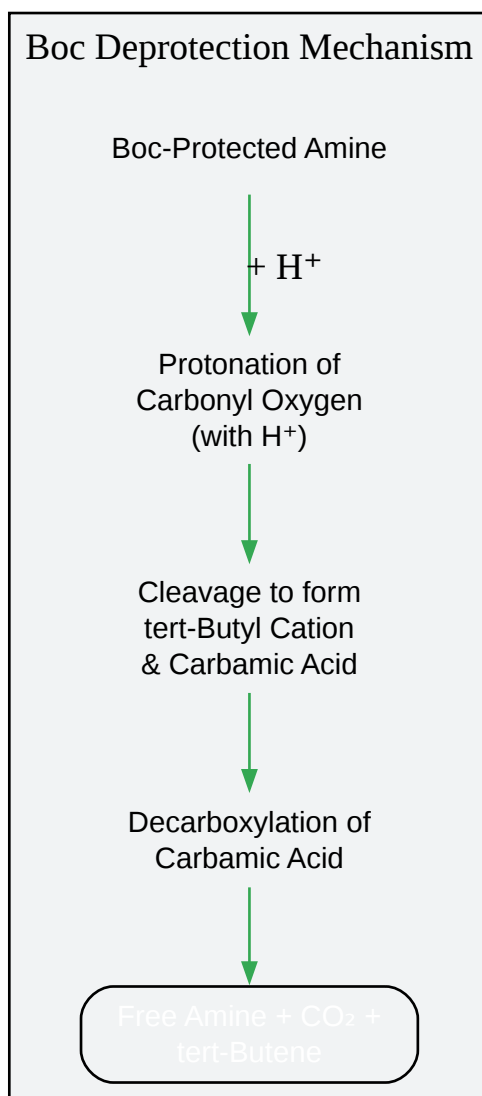 Boc Deprotection Mechanism
Boc-Protected Amine
+ H⁺
Protonation of
Carbonyl Oxygen
(with H⁺)
Cleavage to form
tert-Butyl Cation
& Carbamic Acid
Decarboxylation of
Carbamic Acid
Free Amine + CO₂ +
tert-Butene